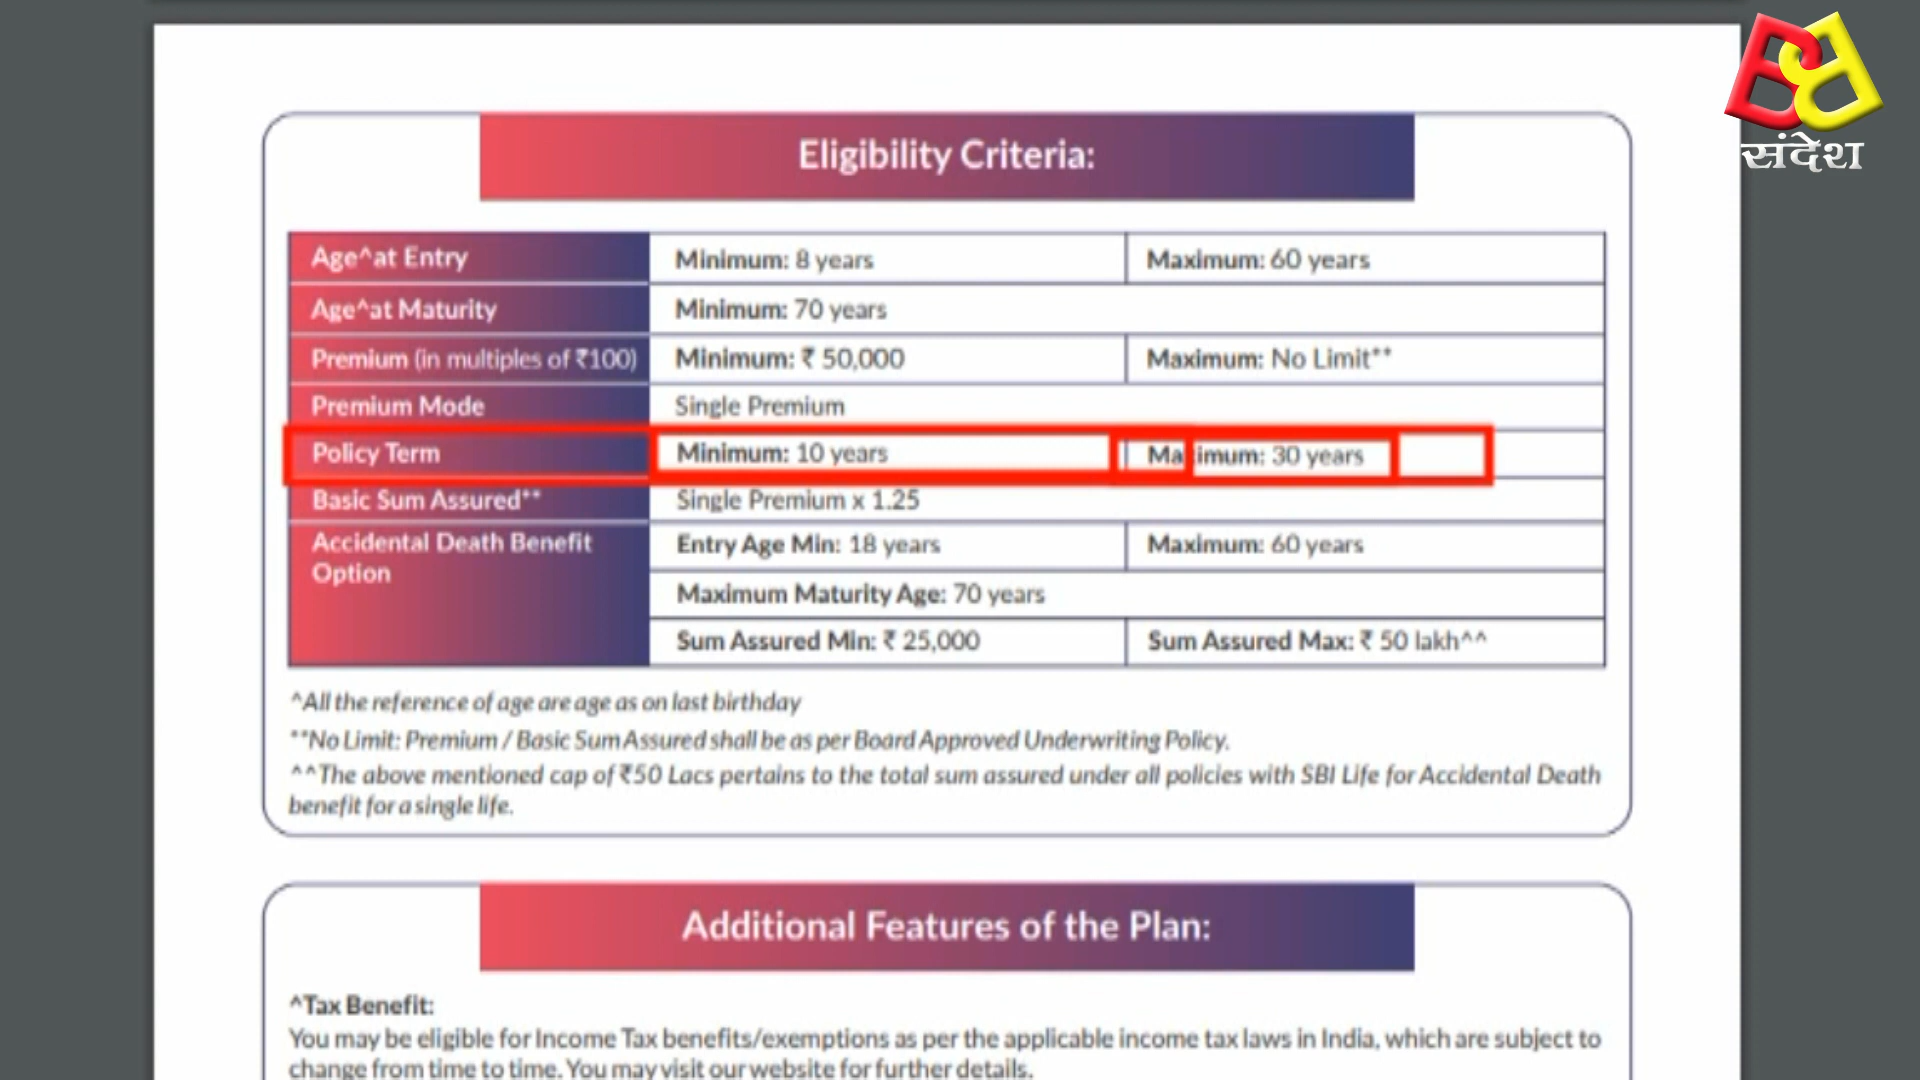 संदेश
Eligibility Criteria:
Age^at Entry Minimum: 8 years Maximum: 60 years
Age^at Maturity Minimum: 70 years
Premium (in multiples of ₹100) Minimum: ₹ 50,000 Maximum: No Limit**
Premium Mode Single Premium
Policy Term Minimum: 10 years Maximum: 30 years
Basic Sum Assured** Single Premium x 1.25
Accidental Death Benefit Entry Age Min: 18 years Maximum: 60 years
Option
Maximum Maturity Age: 70 years
Sum Assured Min: ₹ 25,000 Sum Assured Max: ₹ 50 lakh^^
^All the reference of age are age as on last birthday
**No Limit: Premium / Basic Sum Assured shall be as per Board Approved Underwriting Policy.
^^The above mentioned cap of ₹50 Lacs pertains to the total sum assured under all policies with SBI Life for Accidental Death
benefit for a single life.
Additional Features of the Plan:
^Tax Benefit:
You may be eligible for Income Tax benefits/exemptions as per the applicable income tax laws in India, which are subject to
change from time to time. You may visit our website for further details.